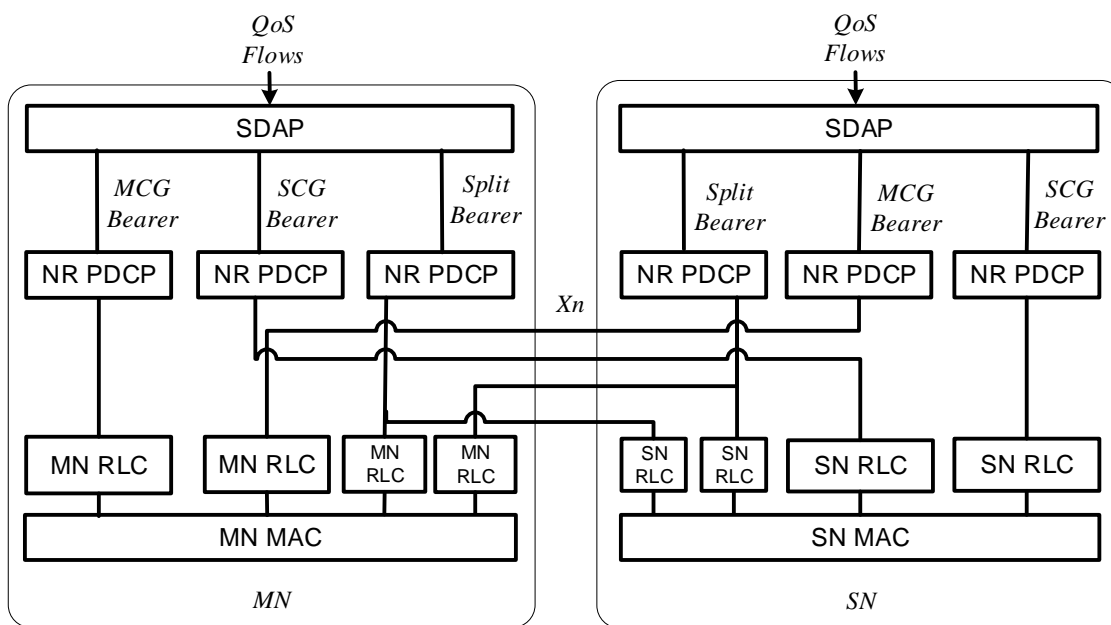 QoS
Flows
QoS
Flows
SDAP
SDAP
MCG
Bearer
SCG
Bearer
Split
Bearer
Split
Bearer
MCG
Bearer
SCG
Bearer
NR PDCP
NR PDCP
NR PDCP
NR PDCP
NR PDCP
NR PDCP
Xn
MN RLC
MN RLC
MN
RLC
MN
RLC
SN
RLC
SN
RLC
SN RLC
SN RLC
MN MAC
SN MAC
MN
SN